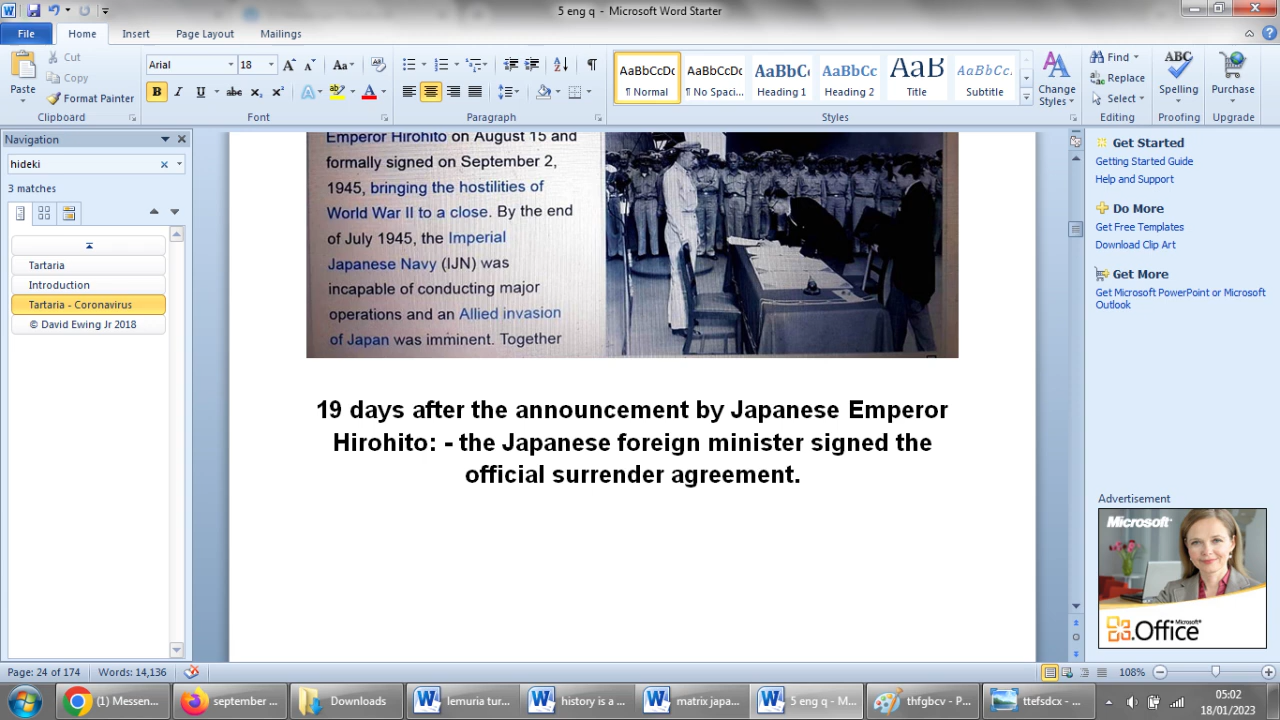 5 eng q - Microsoft Word Starter
File
Home
Insert
Page Layout
Mailings
Paste
Cut
Copy
Format Painter
Clipboard
Arial
18
Font
Paragraph
AaBbCcDc
¶ Normal
AaBbCcDc
¶ No Spaci...
AaBbCc
Heading 1
AaBbCc
Heading 2
AaB
Title
AaBbCcI
Subtitle
Change
Styles
Styles
Find
Replace
Select
Editing
ABC
Spelling
Proofing
Purchase
Upgrade
Navigation
hideki
3 matches
Tartaria
Introduction
Tartaria - Coronavirus
© David Ewing Jr 2018
Emperor Hirohito on August 15 and
formally signed on September 2,
1945, bringing the hostilities of
World War II to a close. By the end
of July 1945, the Imperial
Japanese Navy (IJN) was
incapable of conducting major
operations and an Allied invasion
of Japan was imminent. Together
19 days after the announcement by Japanese Emperor
Hirohito: - the Japanese foreign minister signed the
official surrender agreement.
Get Started
Getting Started Guide
Help and Support
Do More
Get Free Templates
Download Clip Art
Get More
Get Microsoft PowerPoint or Microsoft
Outlook
Advertisement
Microsoft
Microsoft
Office
Page: 24 of 174
Words: 14,136
108%
(1) Messen...
september ...
Downloads
lemuria tur...
history is a ...
matrix japa...
5 eng q - M...
thfgbcv - P...
ttefsdcx - ...
05:02
18/01/2023